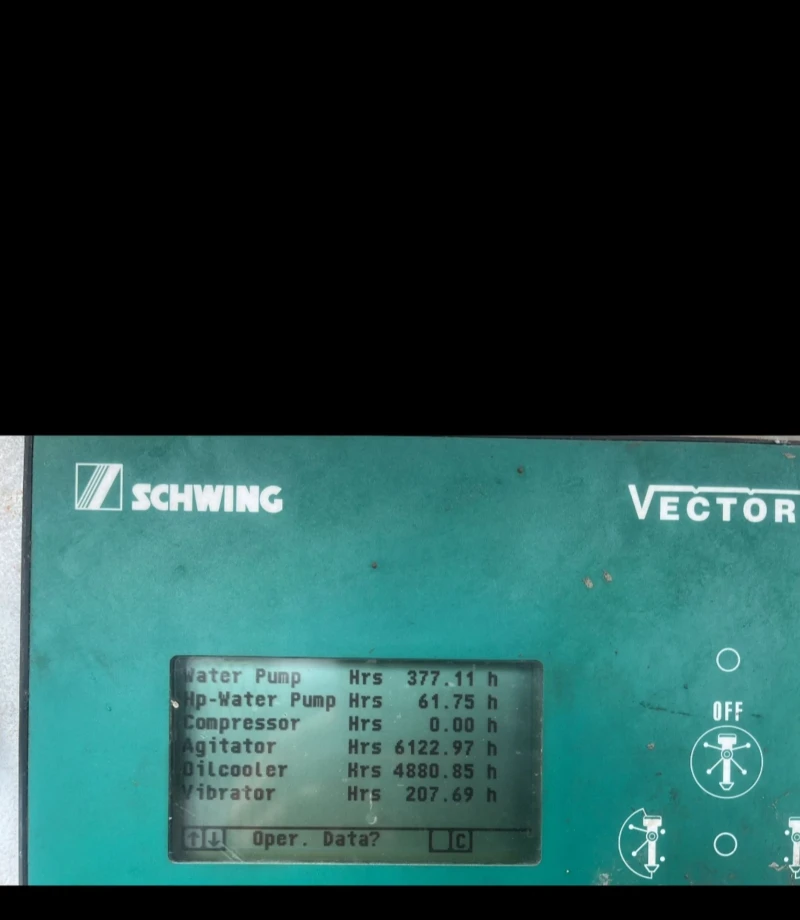 SCHWING
VECTOR
Water Pump Hrs 377.11 h
Hp-Water Pump Hrs 61.75 h
Compressor Hrs 0.00 h
Agitator Hrs 6122.97 h
Oilcooler Hrs 4880.85 h
Vibrator Hrs 207.69 h
↑ ↓ Oper. Data? C
OFF